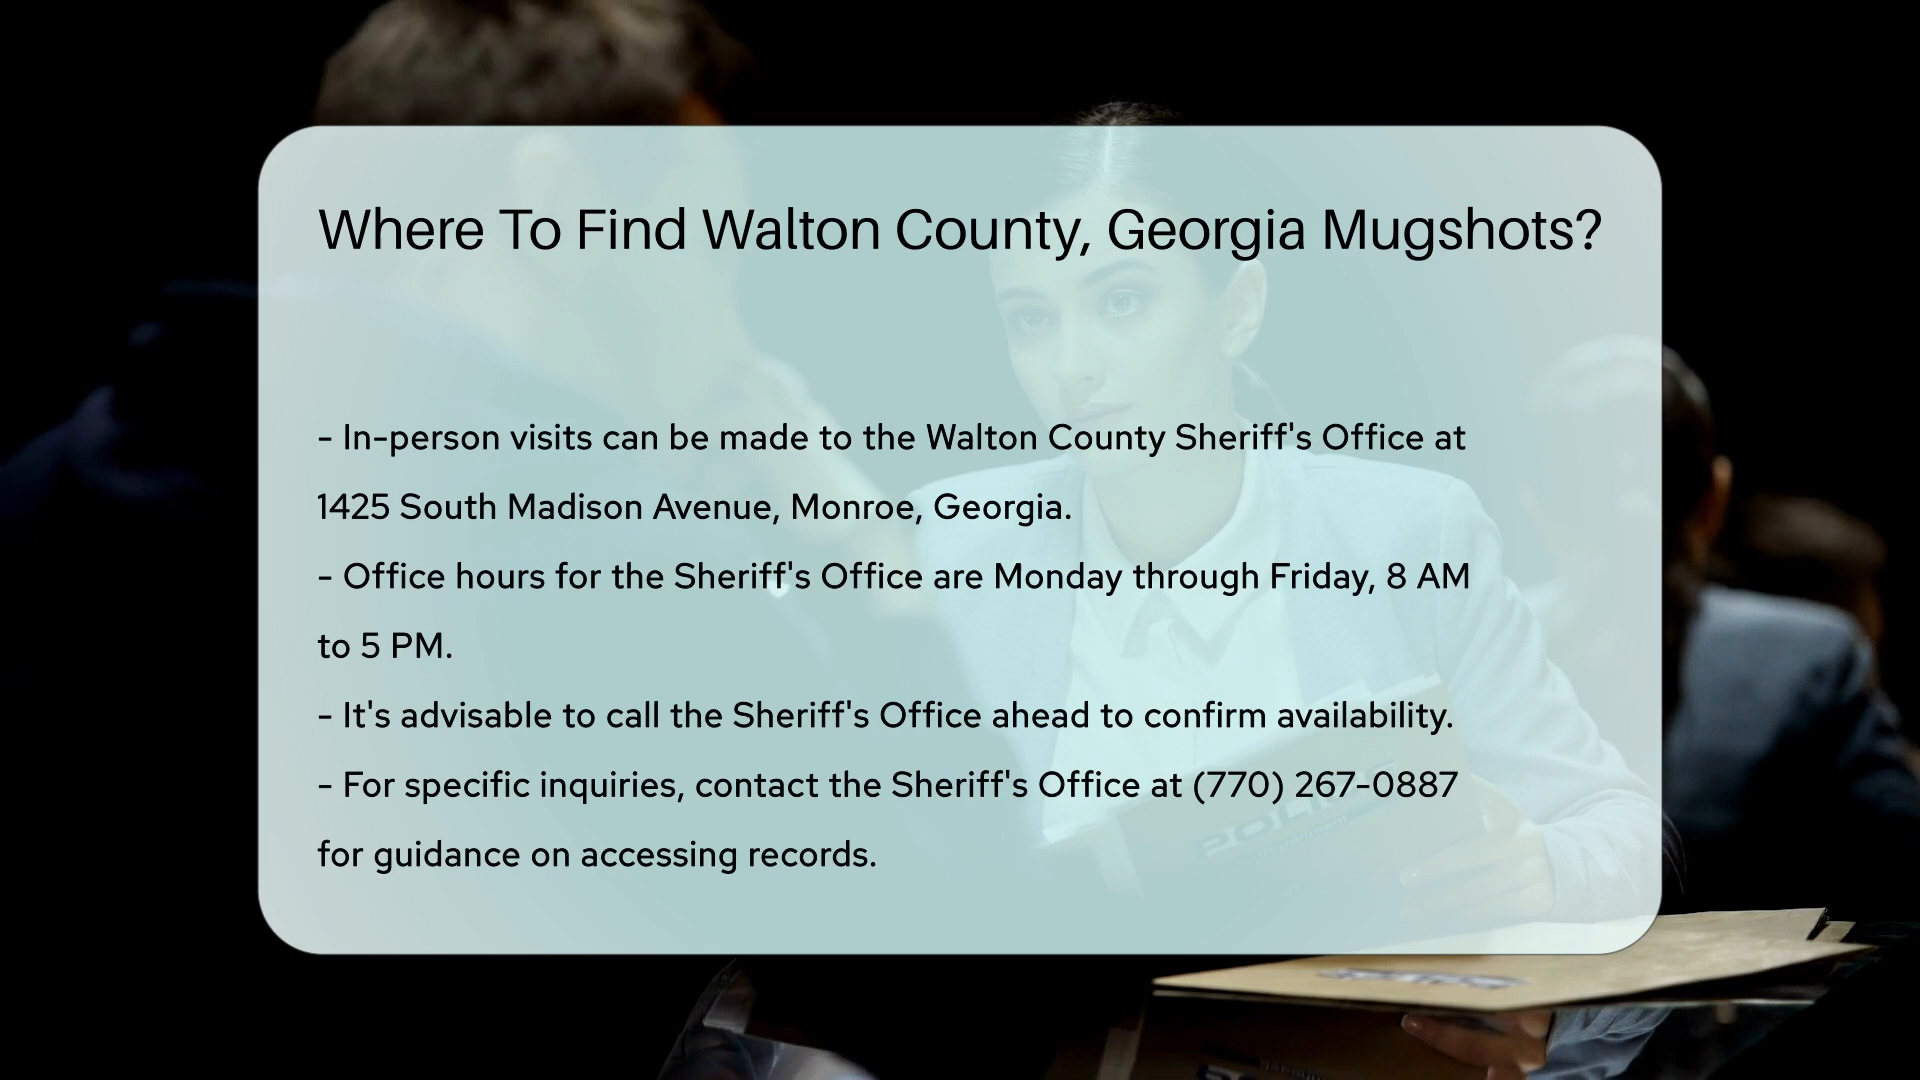 Where To Find Walton County, Georgia Mugshots?
- In-person visits can be made to the Walton County Sheriff's Office at
1425 South Madison Avenue, Monroe, Georgia.
- Office hours for the Sheriff's Office are Monday through Friday, 8 AM
to 5 PM.
- It's advisable to call the Sheriff's Office ahead to confirm availability.
- For specific inquiries, contact the Sheriff's Office at (770) 267-0887
for guidance on accessing records.
POLICE